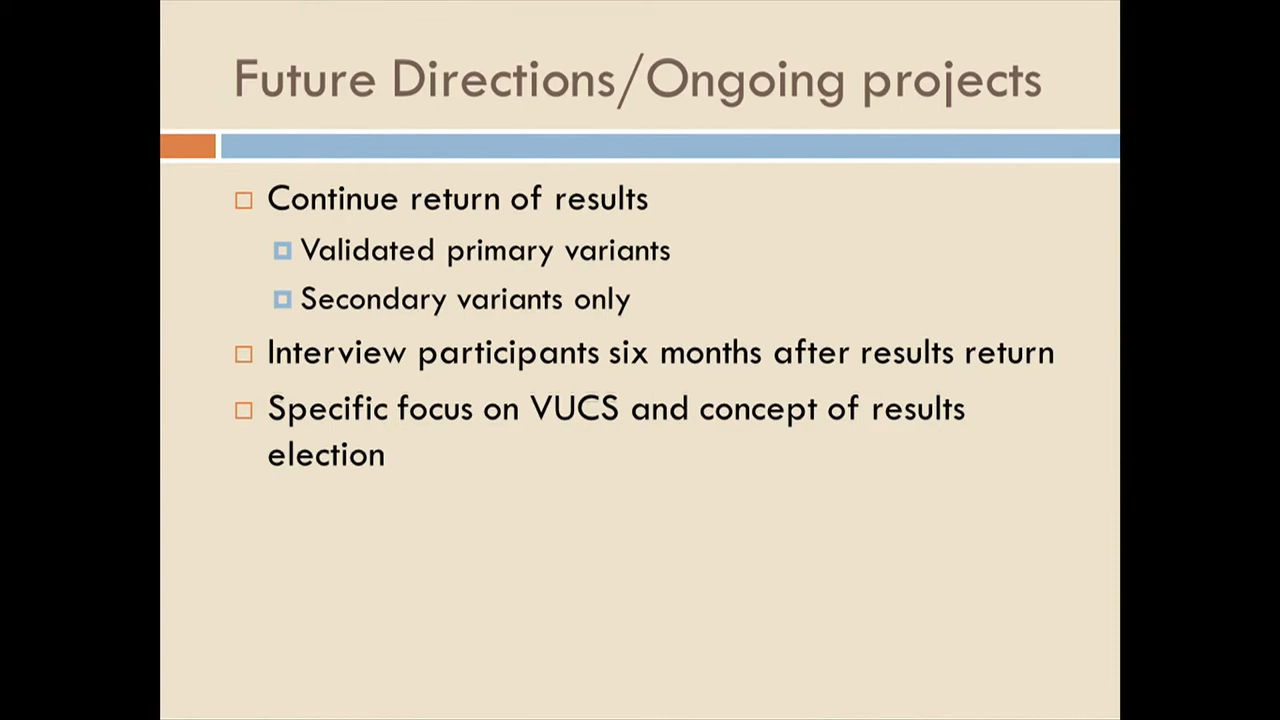 Future Directions/Ongoing projects
Continue return of results
Validated primary variants
Secondary variants only
Interview participants six months after results return
Specific focus on VUCS and concept of results
election